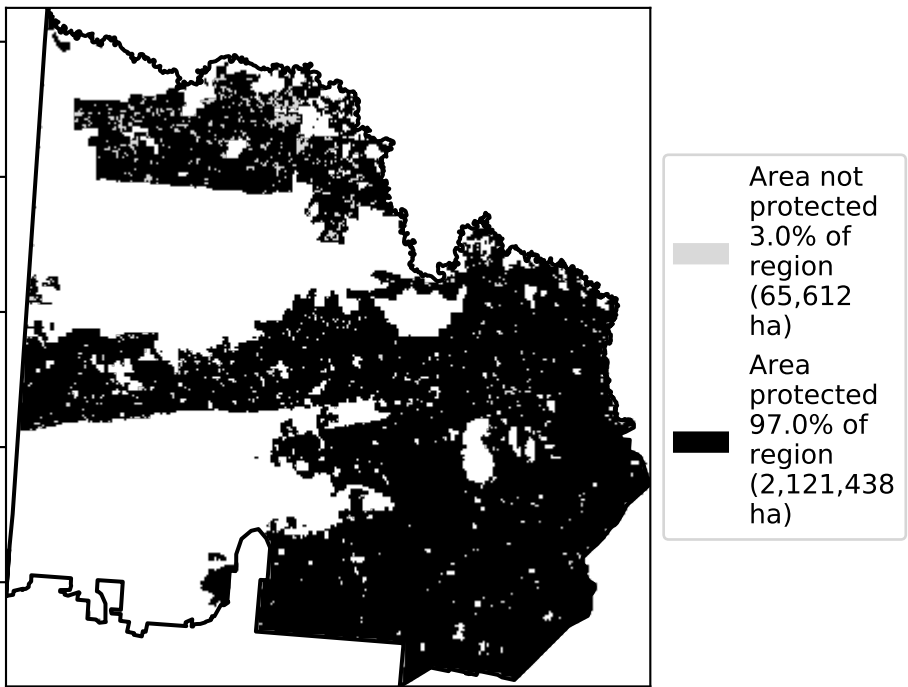 Area not
protected
3.0% of
region
(65,612
ha)
Area
protected
97.0% of
region
(2,121,438
ha)